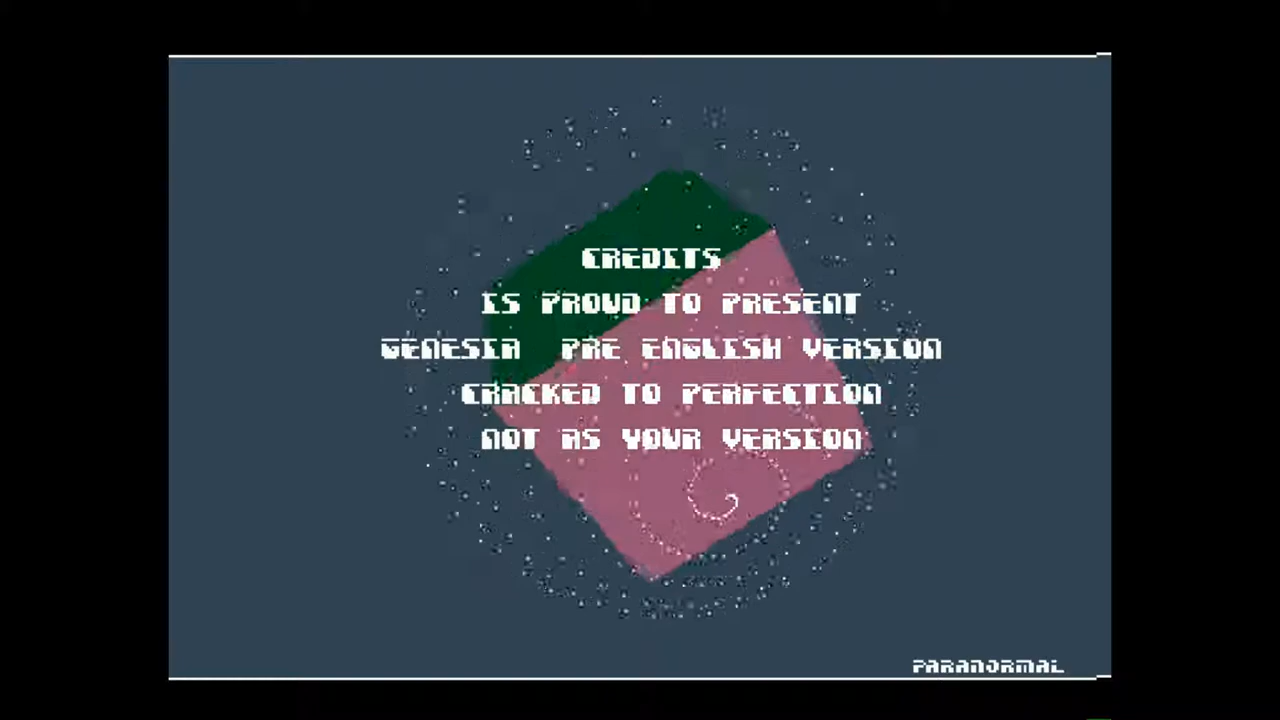 CREDITS
IS PROUD TO PRESENT
GENESIA PRE ENGLISH VERSION
CRACKED TO PERFECTION
NOT AS YOUR VERSION
PARANORMAL